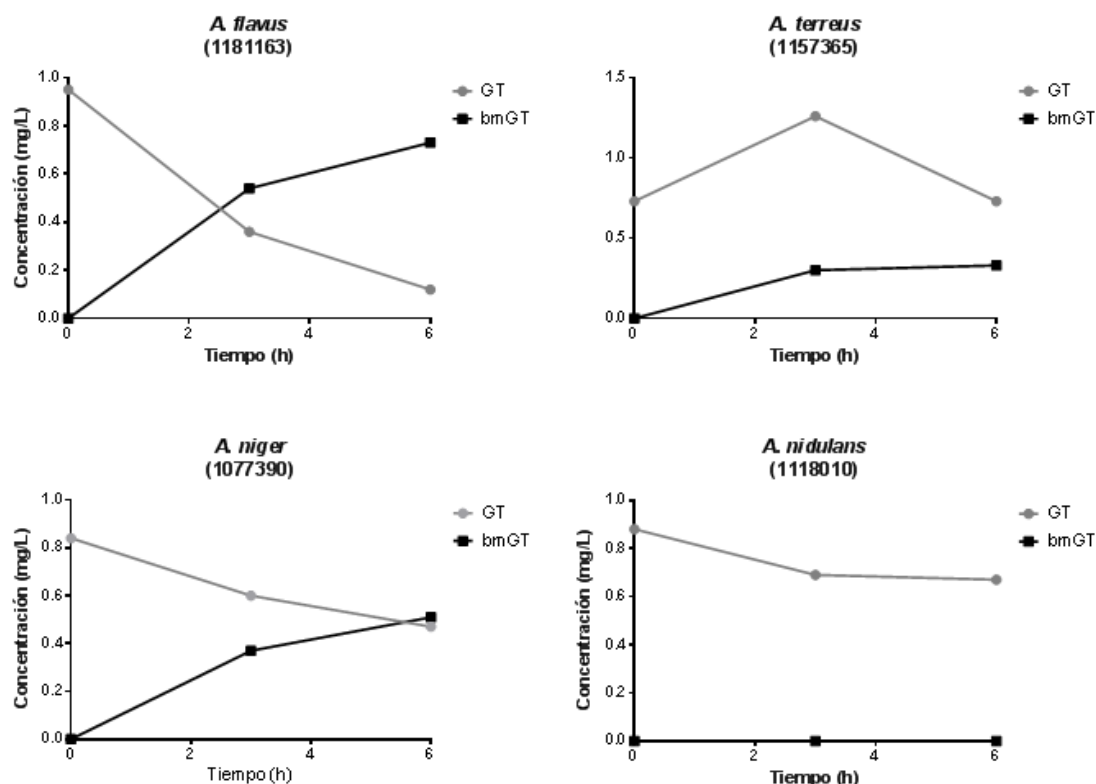 A. flavus
(1181163)
GT
bmGT
Concentración (mg/L)
1.0
0.8
0.6
0.4
0.2
0.0
0 2 4 6
Tiempo (h)
A. terreus
(1157365)
GT
bmGT
Concentración (mg/L)
1.5
1.0
0.5
0.0
0 2 4 6
Tiempo (h)
A. niger
(1077390)
GT
bmGT
Concentración (mg/L)
1.0
0.8
0.6
0.4
0.2
0.0
0 2 4 6
Tiempo (h)
A. nidulans
(1118010)
GT
bmGT
Concentración (mg/L)
1.0
0.8
0.6
0.4
0.2
0.0
0 2 4 6
Tiempo (h)